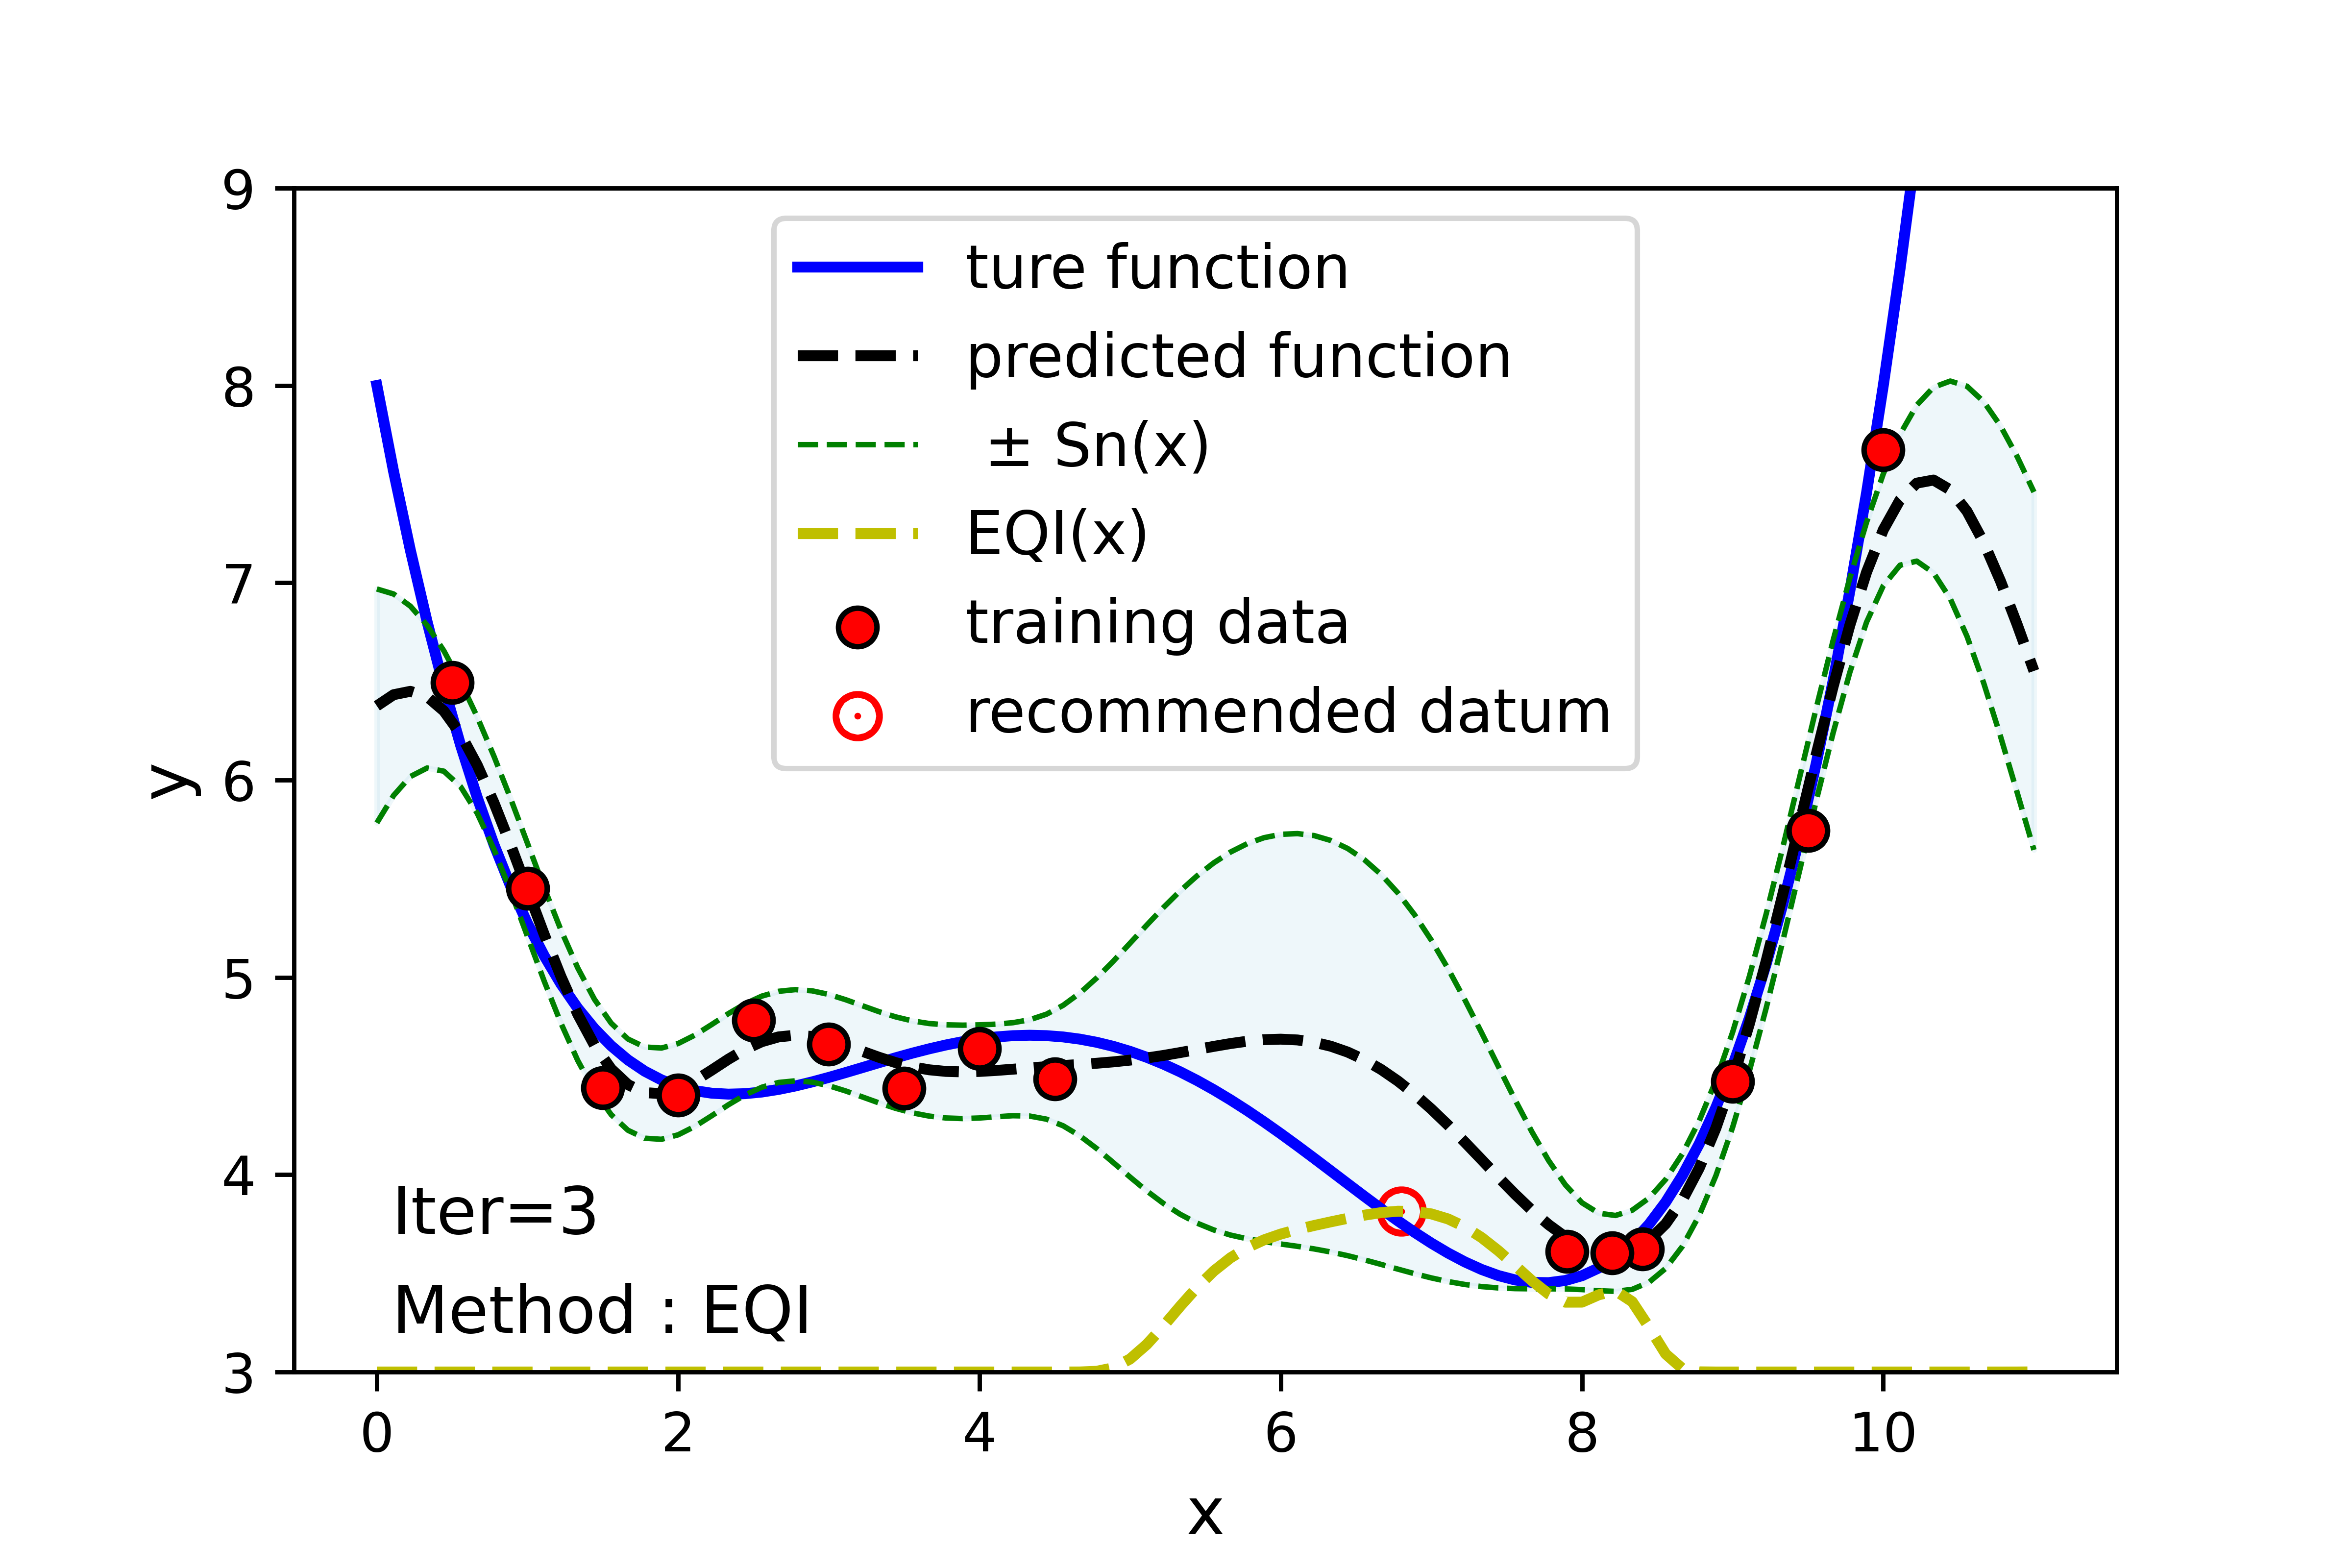 9
8
7
6
5
4
3
y
ture function
predicted function
± Sn(x)
EQI(x)
training data
recommended datum
Iter=3
Method : EQI
0 2 4 6 8 10
x